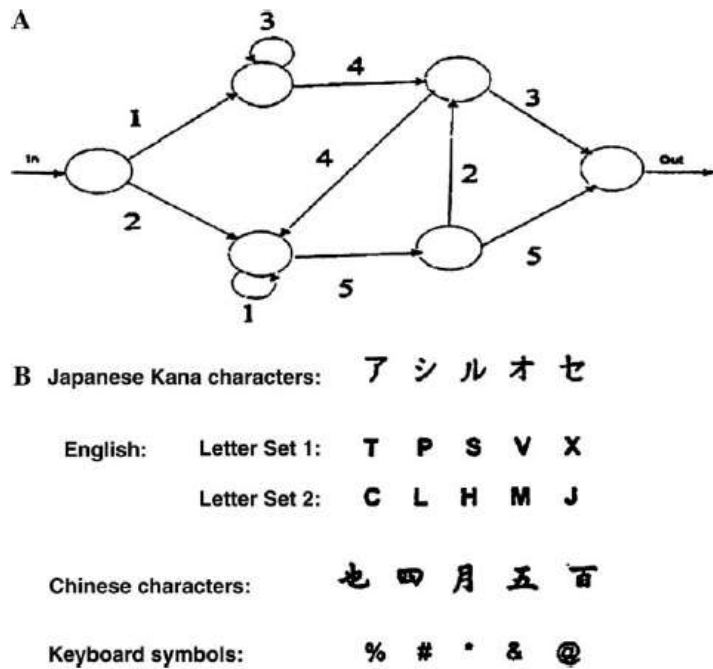 A
3
4
1
3
In
4
2
Out
2
5
5
1
B Japanese Kana characters: ア シ ル オ セ
English: Letter Set 1: T P S V X
Letter Set 2: C L H M J
Chinese characters: 也 四 月 五 百
Keyboard symbols: % # * & @